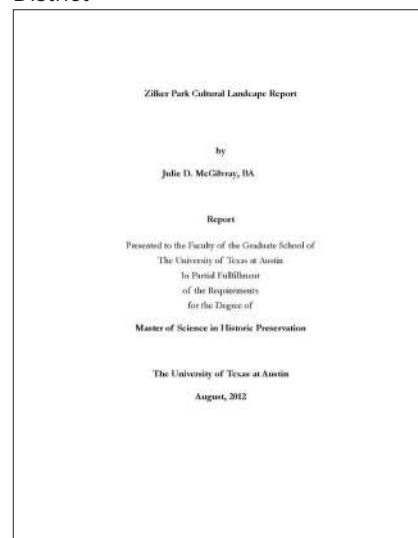 District
Zilker Park Cultural Landscape Report
by
Julie D. McGilvray, BA
Report
Presented to the Faculty of the Graduate School of
The University of Texas at Austin
In Partial Fulfillment
of the Requirements
for the Degree of
Master of Science in Historic Preservation
The University of Texas at Austin
August, 2012